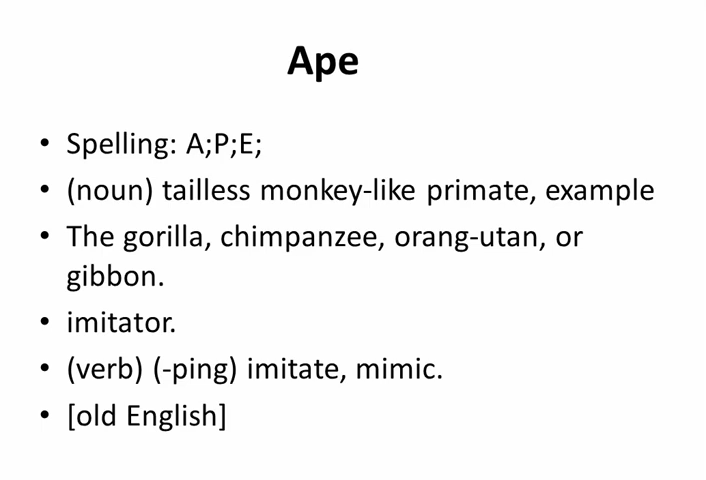 Ape
• Spelling: A;P;E;
• (noun) tailless monkey-like primate, example
• The gorilla, chimpanzee, orang-utan, or
gibbon.
• imitator.
• (verb) (-ping) imitate, mimic.
• [old English]